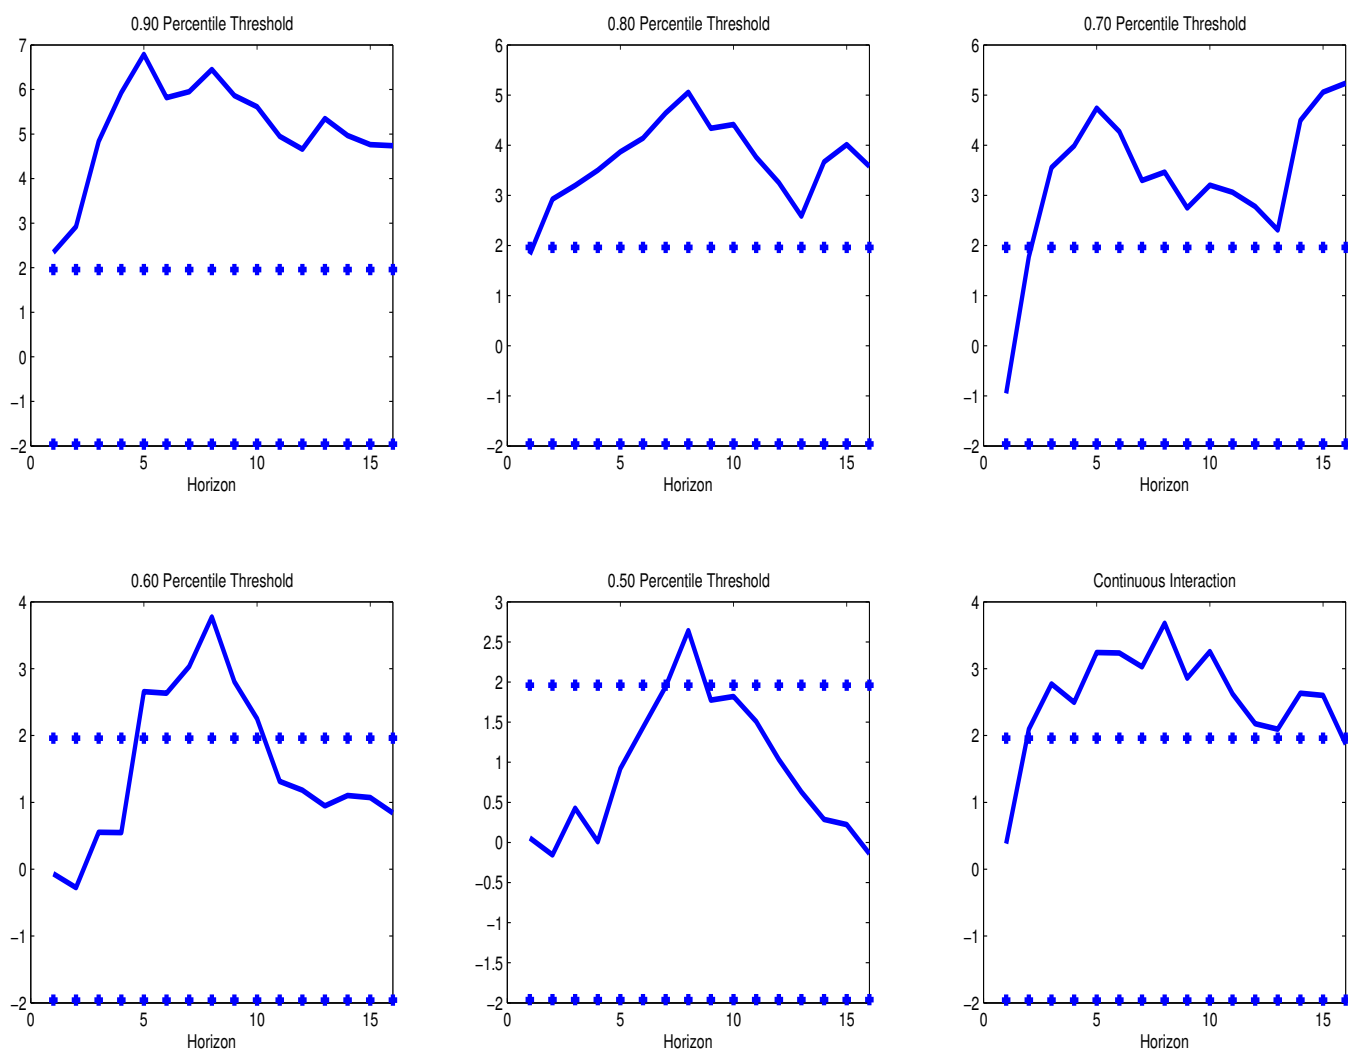 0.90 Percentile Threshold
7
6
5
4
3
2
1
0
−1
−2
0 5 10 15
Horizon
0.80 Percentile Threshold
6
5
4
3
2
1
0
−1
−2
0 5 10 15
Horizon
0.70 Percentile Threshold
6
5
4
3
2
1
0
−1
−2
0 5 10 15
Horizon
0.60 Percentile Threshold
4
3
2
1
0
−1
−2
0 5 10 15
Horizon
0.50 Percentile Threshold
3
2.5
2
1.5
1
0.5
0
−0.5
−1
−1.5
−2
0 5 10 15
Horizon
Continuous Interaction
4
3
2
1
0
−1
−2
0 5 10 15
Horizon